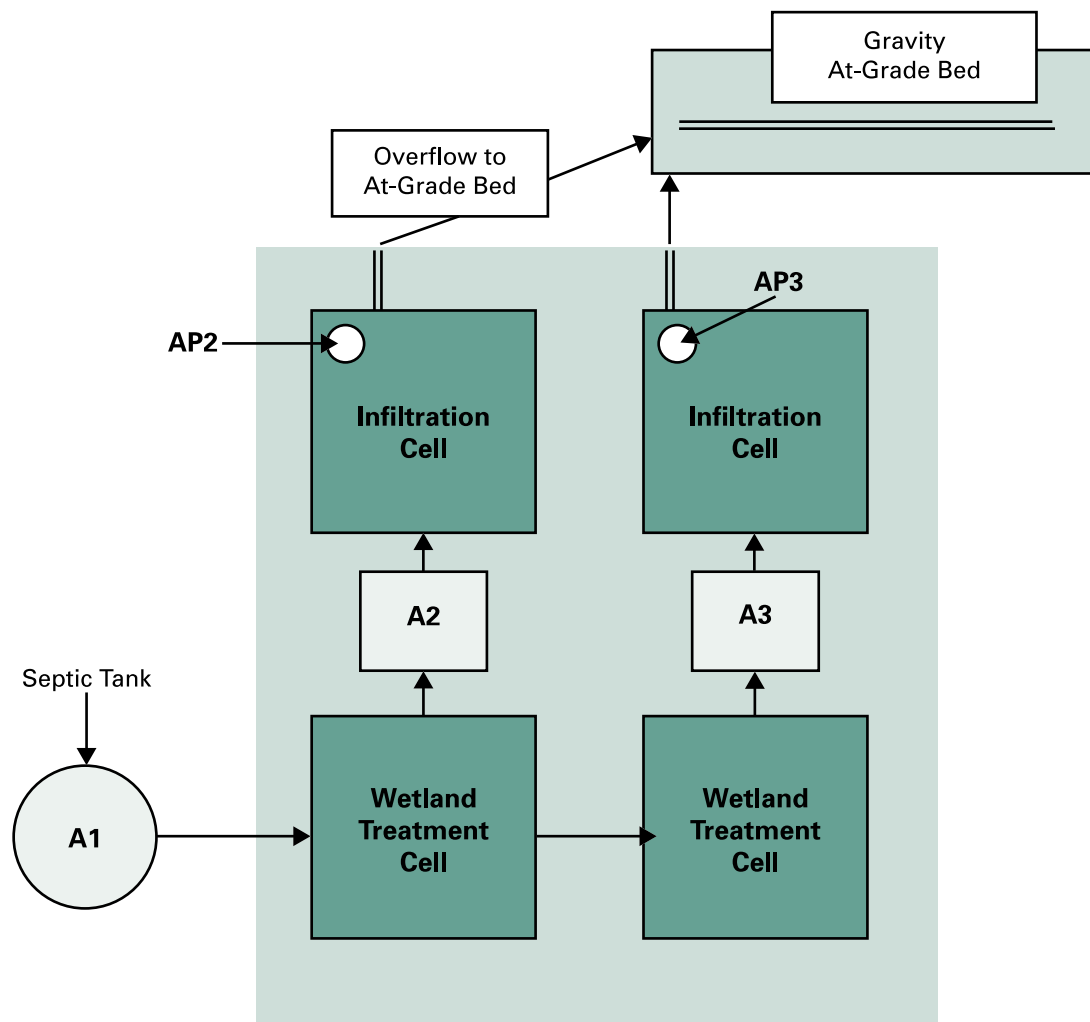 Gravity
At-Grade Bed
Overflow to
At-Grade Bed
AP3
AP2
Infiltration
Cell
Infiltration
Cell
A2
A3
Septic Tank
A1
Wetland
Treatment
Cell
Wetland
Treatment
Cell